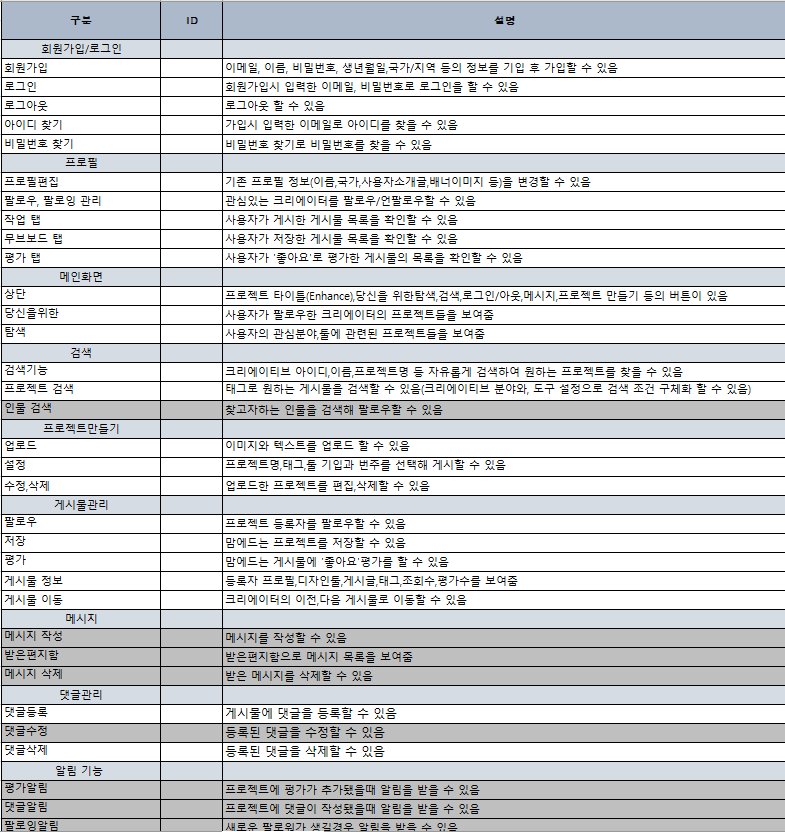 구분 ID 설명
회원가입/로그인
회원가입 이메일, 이름, 비밀번호, 생년월일,국가/지역 등의 정보를 기입 후 가입할 수 있음
로그인 회원가입시 입력한 이메일, 비밀번호로 로그인을 할 수 있음
로그아웃 로그아웃 할 수 있음
아이디 찾기 가입시 입력한 이메일로 아이디를 찾을 수 있음
비밀번호 찾기 비밀번호 찾기로 비밀번호를 찾을 수 있음
프로필
프로필편집 기존 프로필 정보(이름,국가,사용자소개글,배너이미지 등)을 변경할 수 있음
팔로우, 팔로잉 관리 관심있는 크리에이터를 팔로우/언팔로우할 수 있음
작업 탭 사용자가 게시한 게시물 목록을 확인할 수 있음
무브보드 탭 사용자가 저장한 게시물 목록을 확인할 수 있음
평가 탭 사용자가 '좋아요'로 평가한 게시물의 목록을 확인할 수 있음
메인화면
상단 프로젝트 타이틀(Enhance),당신을 위한탐색,검색,로그인/아웃,메시지,프로젝트 만들기 등의 버튼이 있음
당신을위한 사용자가 팔로우한 크리에이터의 프로젝트들을 보여줌
탐색 사용자의 관심분야,툴에 관련된 프로젝트들을 보여줌
검색
검색기능 크리에이티브 아이디,이름,프로젝트명 등 자유롭게 검색하여 원하는 프로젝트를 찾을 수 있음
프로젝트 검색 태그로 원하는 게시물을 검색할 수 있음(크리에이티브 분야와, 도구 설정으로 검색 조건 구체화 할 수 있음)
인물 검색 찾고자하는 인물을 검색해 팔로우할 수 있음
프로젝트만들기
업로드 이미지와 텍스트를 업로드 할 수 있음
설정 프로젝트명,태그,툴 기입과 번주를 선택해 게시할 수 있음
수정,삭제 업로드한 프로젝트를 편집,삭제할 수 있음
게시물관리
팔로우 프로젝트 등록자를 팔로우할 수 있음
저장 맘에드는 프로젝트를 저장할 수 있음
평가 맘에드는 게시물에 '좋아요'평가를 할 수 있음
게시물 정보 등록자 프로필,디자인툴,게시글,태그,조회수,평가수를 보여줌
게시물 이동 크리에이터의 이전,다음 게시물로 이동할 수 있음
메시지
메시지 작성 메시지를 작성할 수 있음
받은편지함 받은편지함으로 메시지 목록을 보여줌
메시지 삭제 받은 메시지를 삭제할 수 있음
댓글관리
댓글등록 게시물에 댓글을 등록할 수 있음
댓글수정 등록된 댓글을 수정할 수 있음
댓글삭제 등록된 댓글을 삭제할 수 있음
알림 기능
평가알림 프로젝트에 평가가 추가됐을때 알림을 받을 수 있음
댓글알림 프로젝트에 댓글이 작성됐을때 알림을 받을 수 있음
팔로잉알림 새로운 팔로워가 생길경우 알림을 받을 수 있음